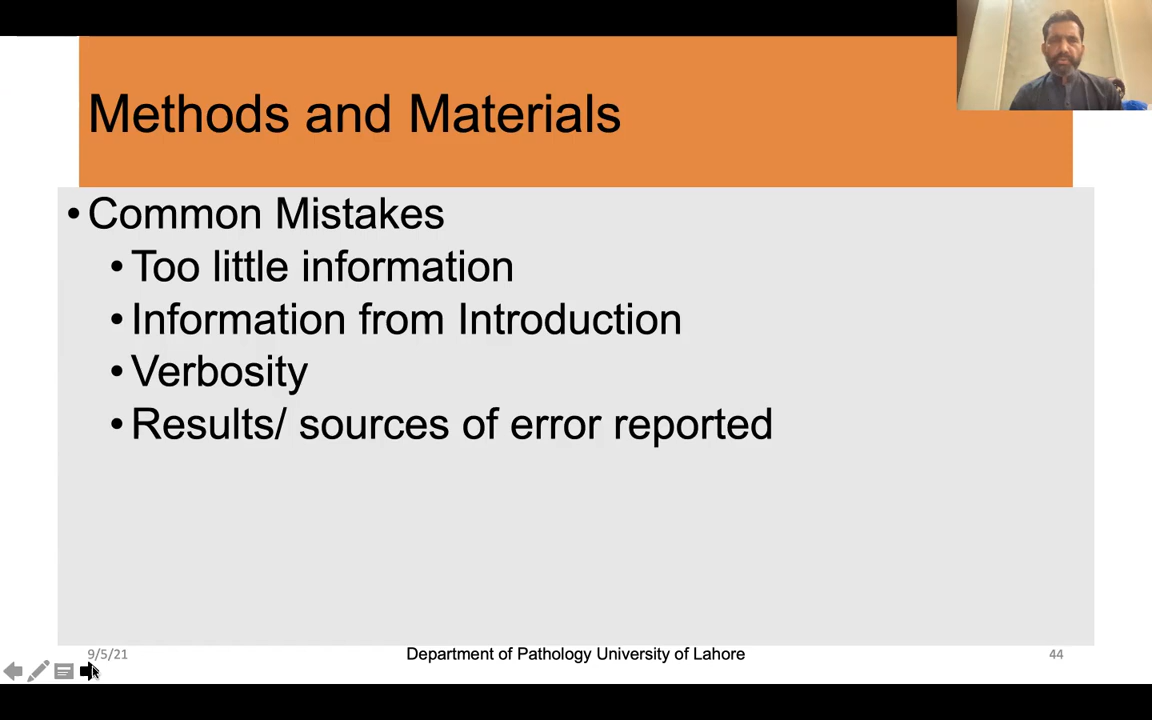 Methods and Materials
• Common Mistakes
• Too little information
• Information from Introduction
• Verbosity
• Results/ sources of error reported
9/5/21
Department of Pathology University of Lahore
44